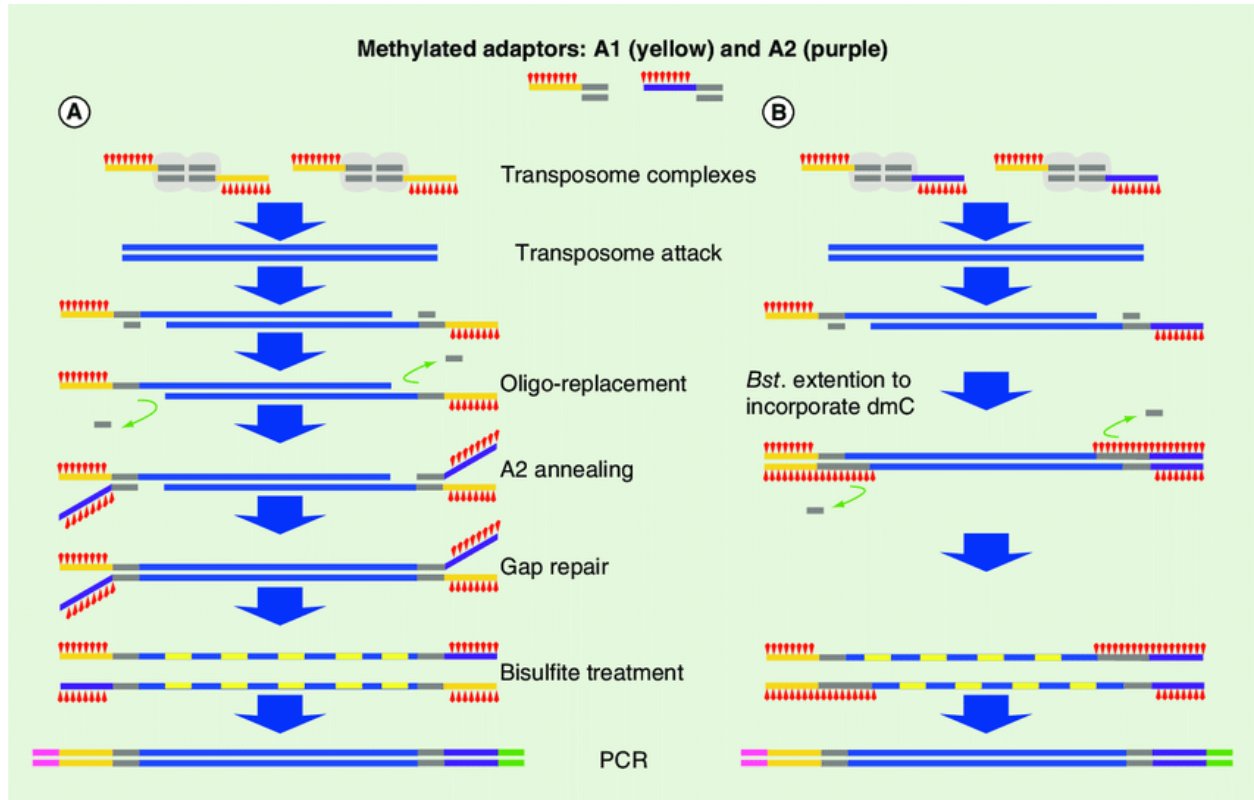 Methylated adaptors: A1 (yellow) and A2 (purple)
A
B
Transposome complexes
Transposome attack
Oligo-replacement
Bst. extention to
incorporate dmC
A2 annealing
Gap repair
Bisulfite treatment
PCR